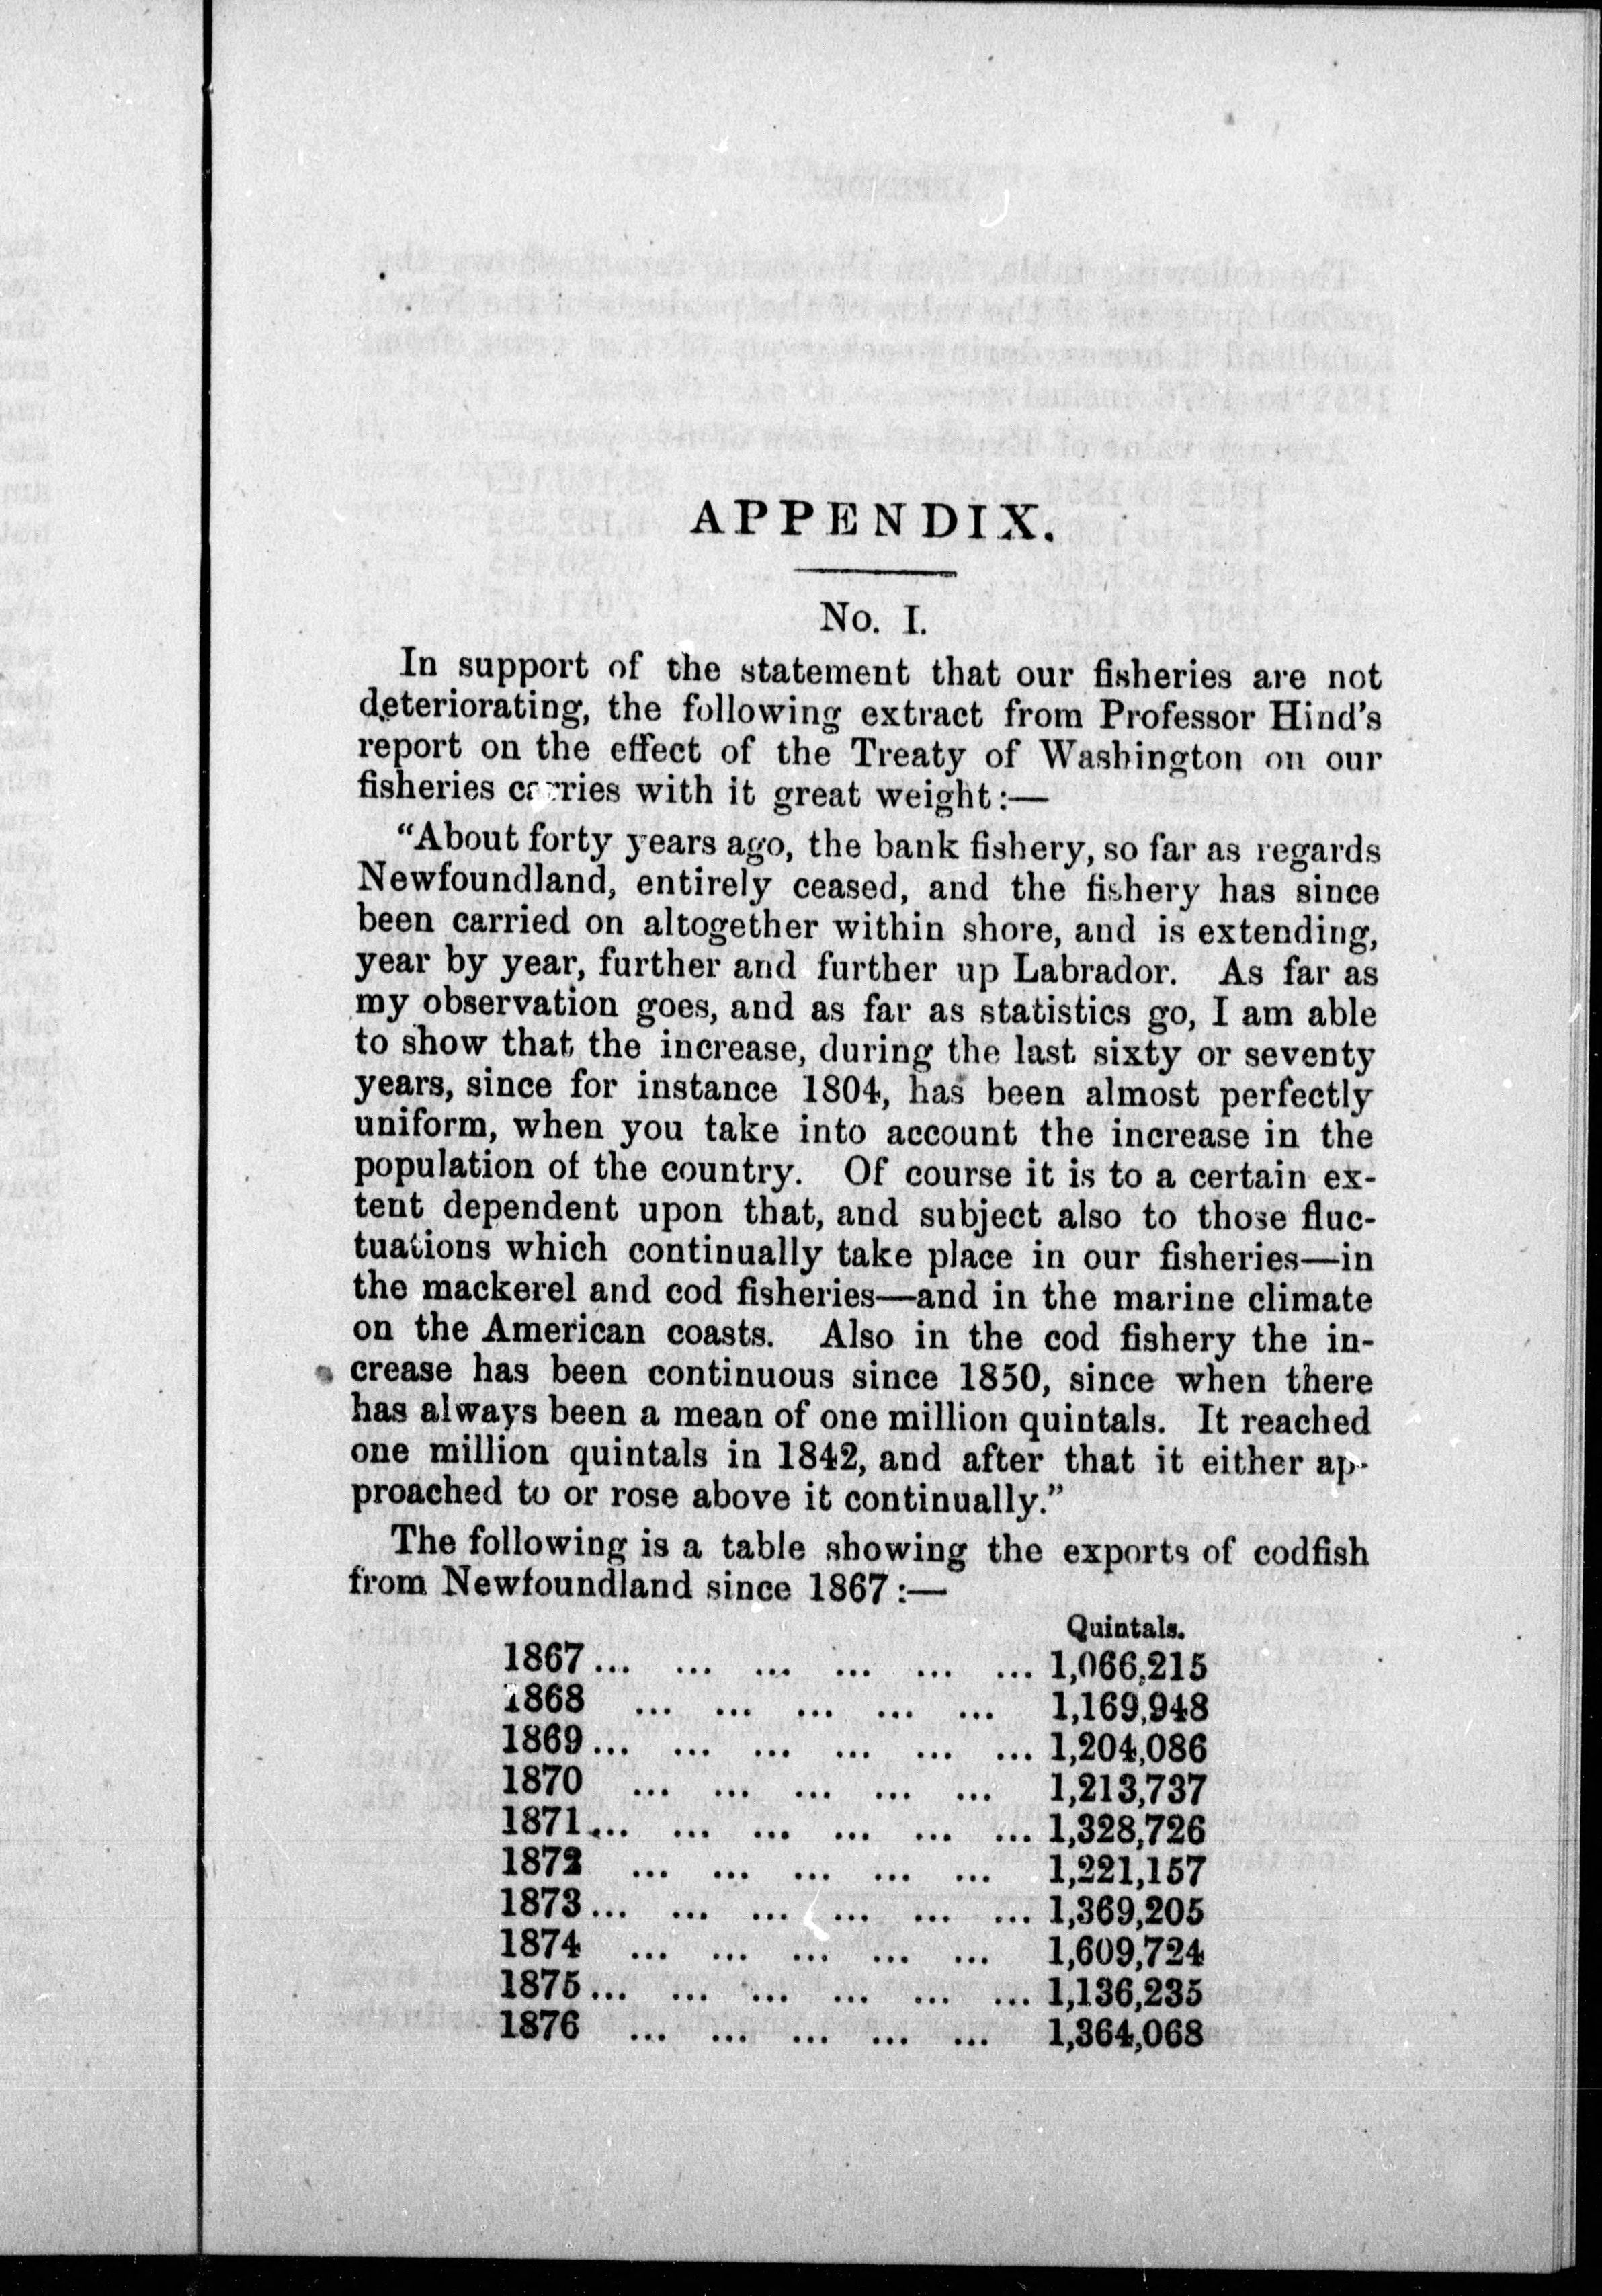 APPENDIX.
No. I.
In support of the statement that our fisheries are not
deteriorating, the following extract from Professor Hind's
report on the effect of the Treaty of Washington on our
fisheries carries with it great weight:—
"About forty years ago, the bank fishery, so far as regards
Newfoundland, entirely ceased, and the fishery has since
been carried on altogether within shore, and is extending,
year by year, further and further up Labrador. As far as
my observation goes, and as far as statistics go, I am able
to show that the increase, during the last sixty or seventy
years, since for instance 1804, has been almost perfectly
uniform, when you take into account the increase in the
population of the country. Of course it is to a certain ex-
tent dependent upon that, and subject also to those fluc-
tuations which continually take place in our fisheries—in
the mackerel and cod fisheries—and in the marine climate
on the American coasts. Also in the cod fishery the in-
crease has been continuous since 1850, since when there
has always been a mean of one million quintals. It reached
one million quintals in 1842, and after that it either ap-
proached to or rose above it continually."
The following is a table showing the exports of codfish
from Newfoundland since 1867:—
Quintals.
1867... ... ... ... ... ... 1,066,215
1868 ... ... ... ... ... 1,169,948
1869... ... ... ... ... ... 1,204,086
1870 ... ... ... ... ... 1,213,737
1871... ... ... ... ... ... 1,328,726
1872 ... ... ... ... ... 1,221,157
1873... ... ... ... ... ... 1,369,205
1874 ... ... ... ... ... 1,609,724
1875... ... ... ... ... ... 1,136,235
1876 ... ... ... ... ... 1,364,068